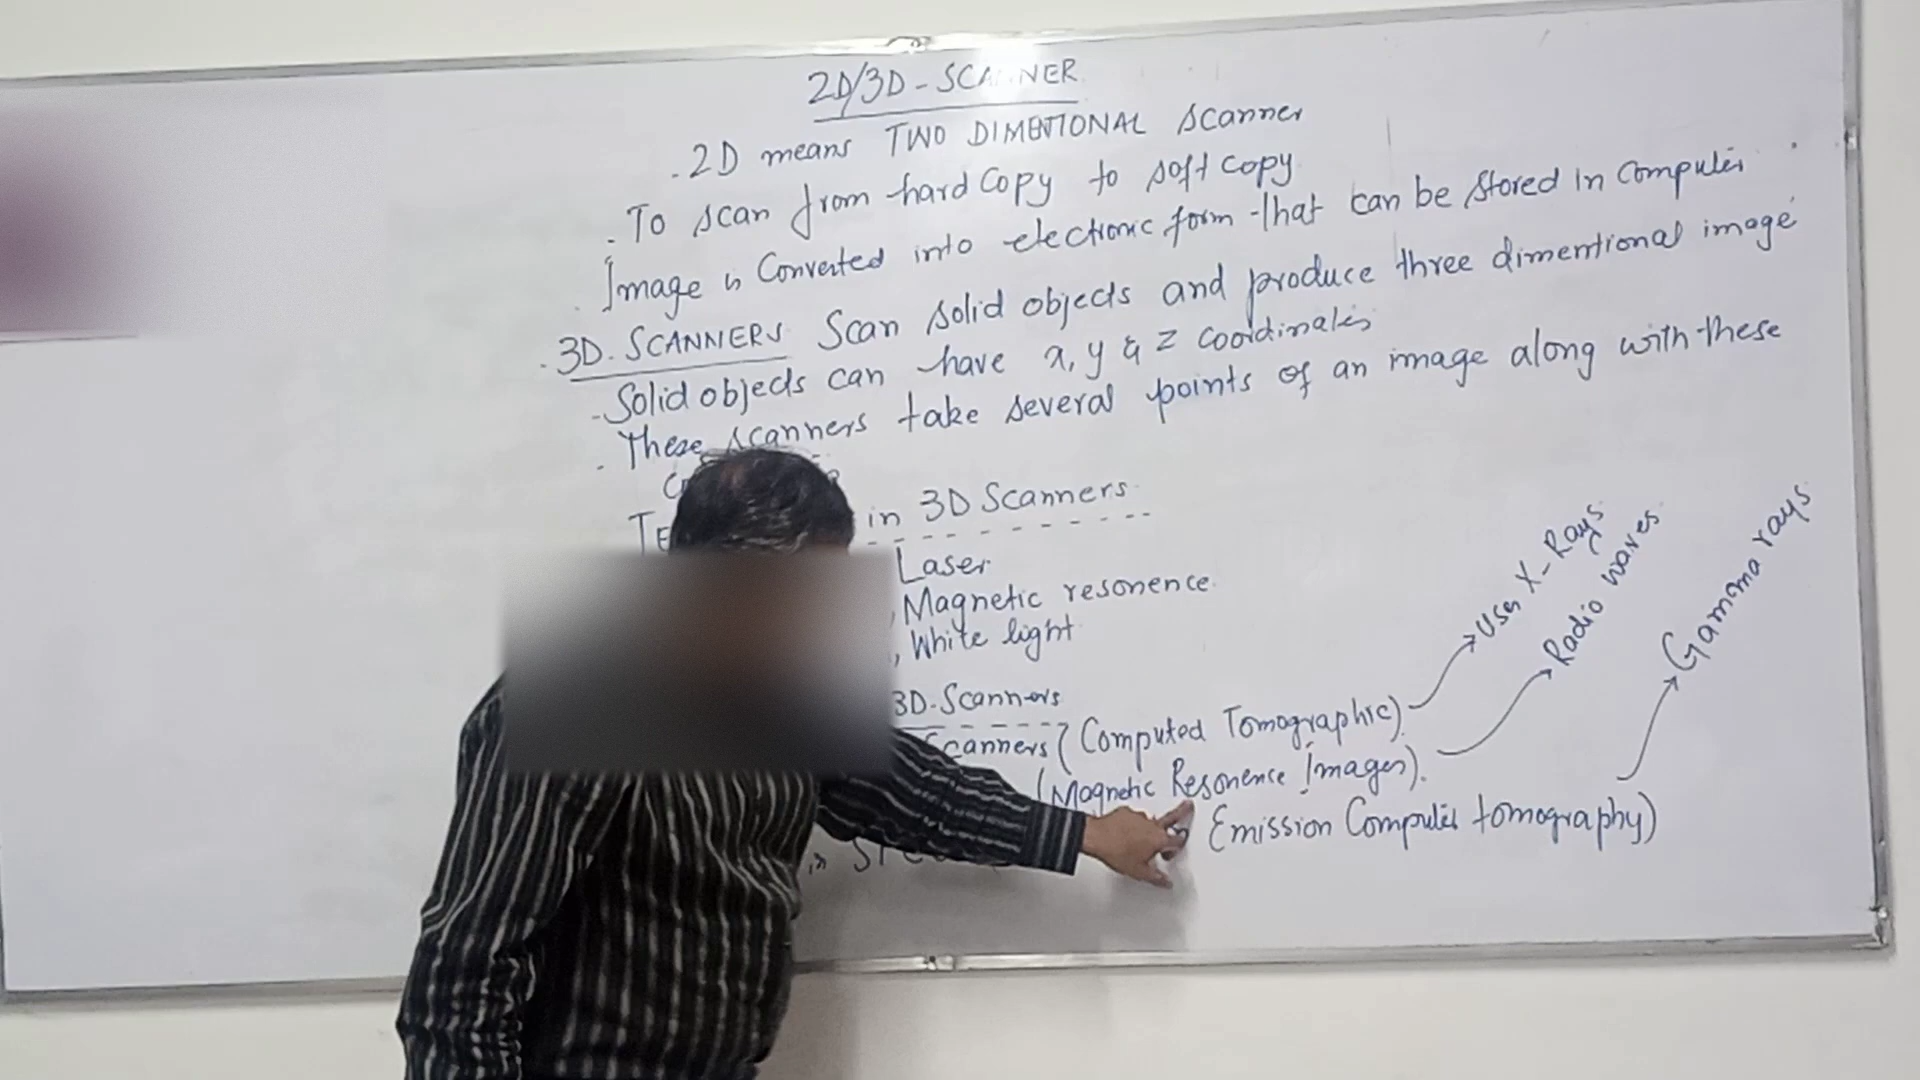 2D/3D-SCANNER
. 2D means TWO DIMENTIONAL scanner
. To scan from hard copy to soft copy
. Image is Converted into electronic form that can be stored in computer
. 3D. SCANNERS Scan solid objects and produce three dimentional image
. Solid objects can have x, y & z coordinates
. These scanners take several points of an image along with these
in 3D Scanners
Laser
, Magnetic resonence
, White light
3D-Scanners
Scanners (Computed Tomographic) → Uses X-Rays
(Magnetic Resonence Images). → Radio waves
Emission Computer tomography) → Gamma rays
in